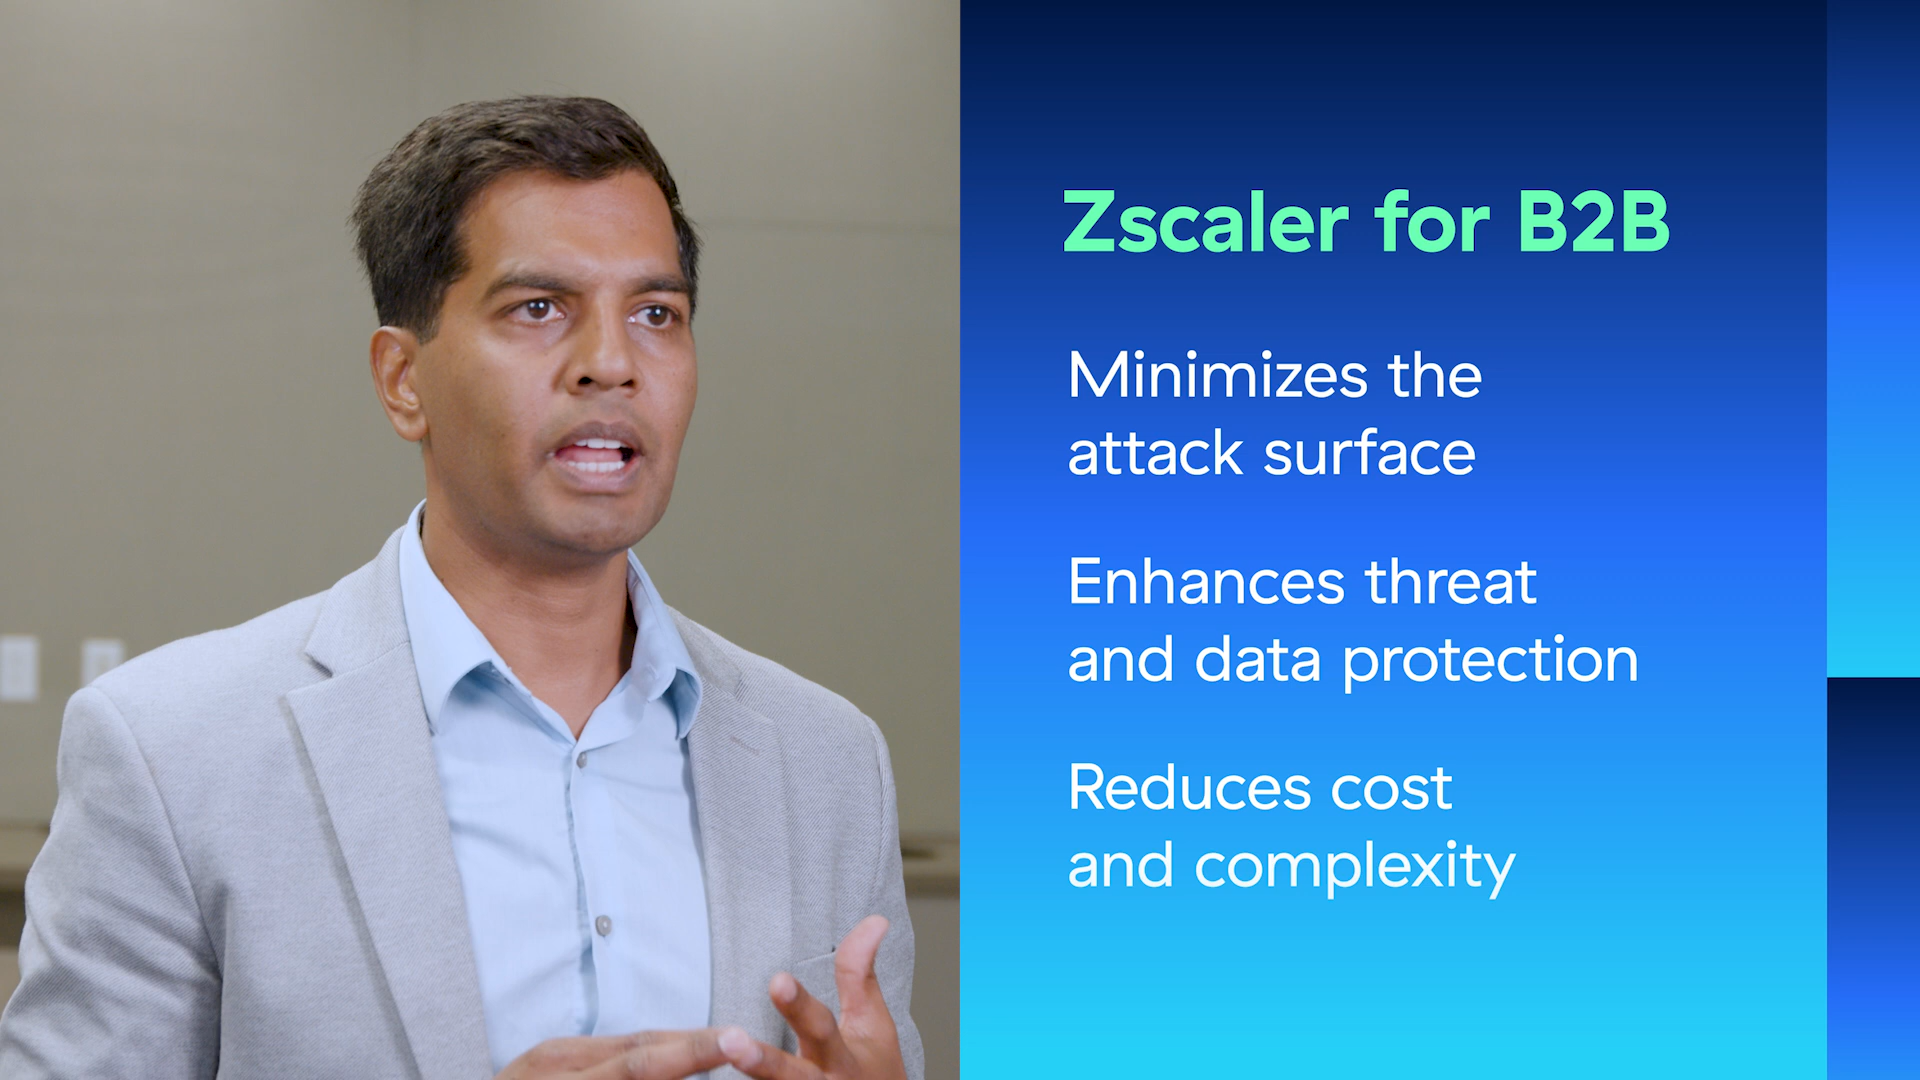 Zscaler for B2B
Minimizes the
attack surface
Enhances threat
and data protection
Reduces cost
and complexity